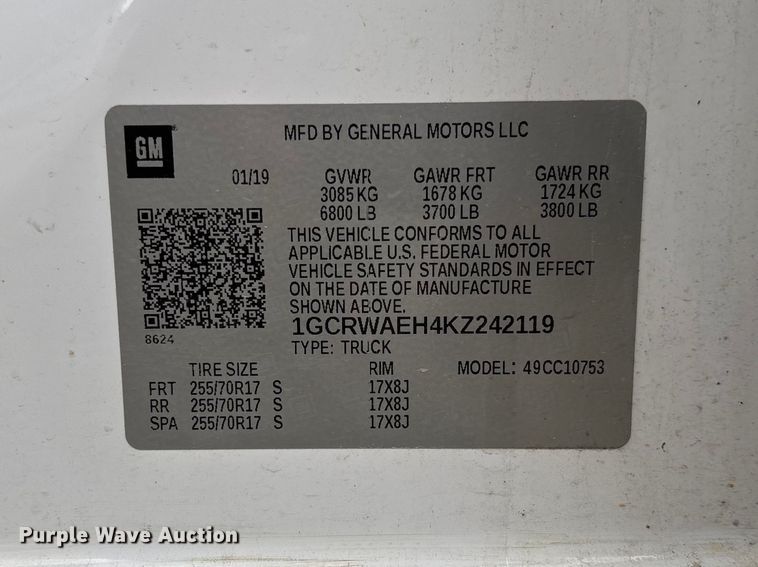 GM
MFD BY GENERAL MOTORS LLC
01/19 GVWR GAWR FRT GAWR RR
3085 KG 1678 KG 1724 KG
6800 LB 3700 LB 3800 LB
THIS VEHICLE CONFORMS TO ALL
APPLICABLE U.S. FEDERAL MOTOR
VEHICLE SAFETY STANDARDS IN EFFECT
ON THE DATE OF MANUFACTURE
SHOWN ABOVE.
1GCRWAEH4KZ242119
8624
TYPE: TRUCK
TIRE SIZE RIM MODEL: 49CC10753
FRT 255/70R17 S 17X8J
RR 255/70R17 S 17X8J
SPA 255/70R17 S 17X8J
Purple Wave Auction